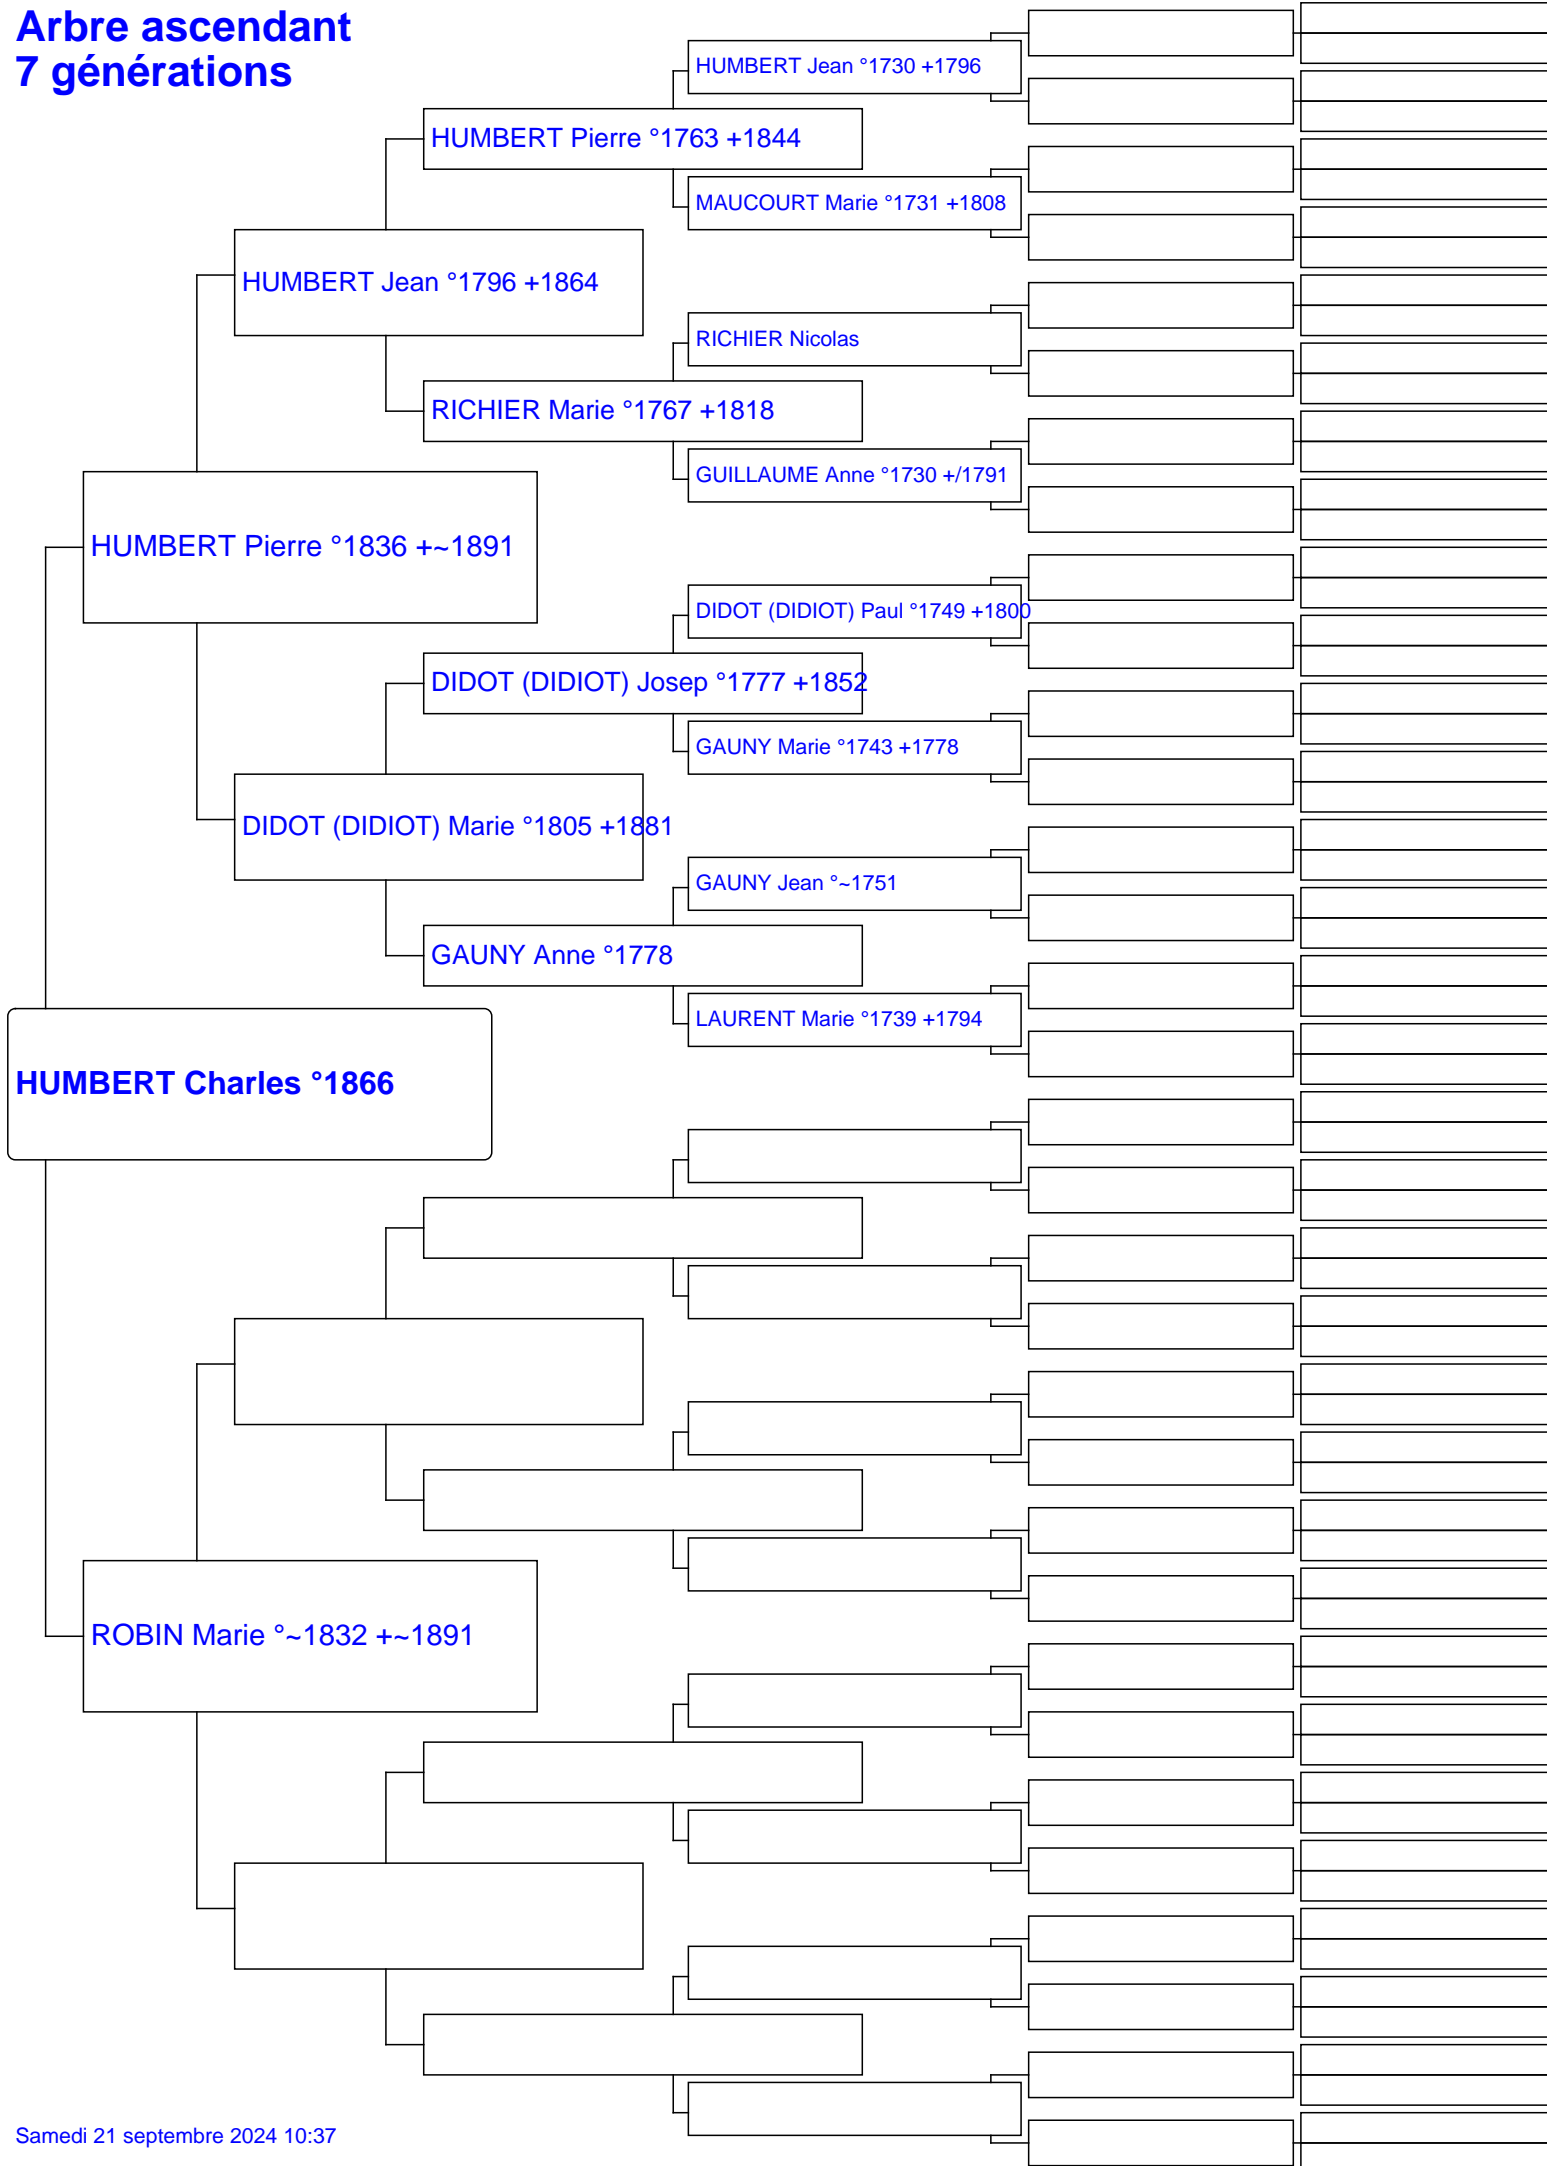 Arbre ascendant
7 générations
HUMBERT Jean °1730 +1796
HUMBERT Pierre °1763 +1844
MAUCOURT Marie °1731 +1808
HUMBERT Jean °1796 +1864
RICHIER Nicolas
RICHIER Marie °1767 +1818
GUILLAUME Anne °1730 +/1791
HUMBERT Pierre °1836 +~1891
DIDOT (DIDIOT) Paul °1749 +1800
DIDOT (DIDIOT) Josep °1777 +1852
GAUNY Marie °1743 +1778
DIDOT (DIDIOT) Marie °1805 +1881
GAUNY Jean °~1751
GAUNY Anne °1778
LAURENT Marie °1739 +1794
HUMBERT Charles °1866
ROBIN Marie °~1832 +~1891
Samedi 21 septembre 2024 10:37